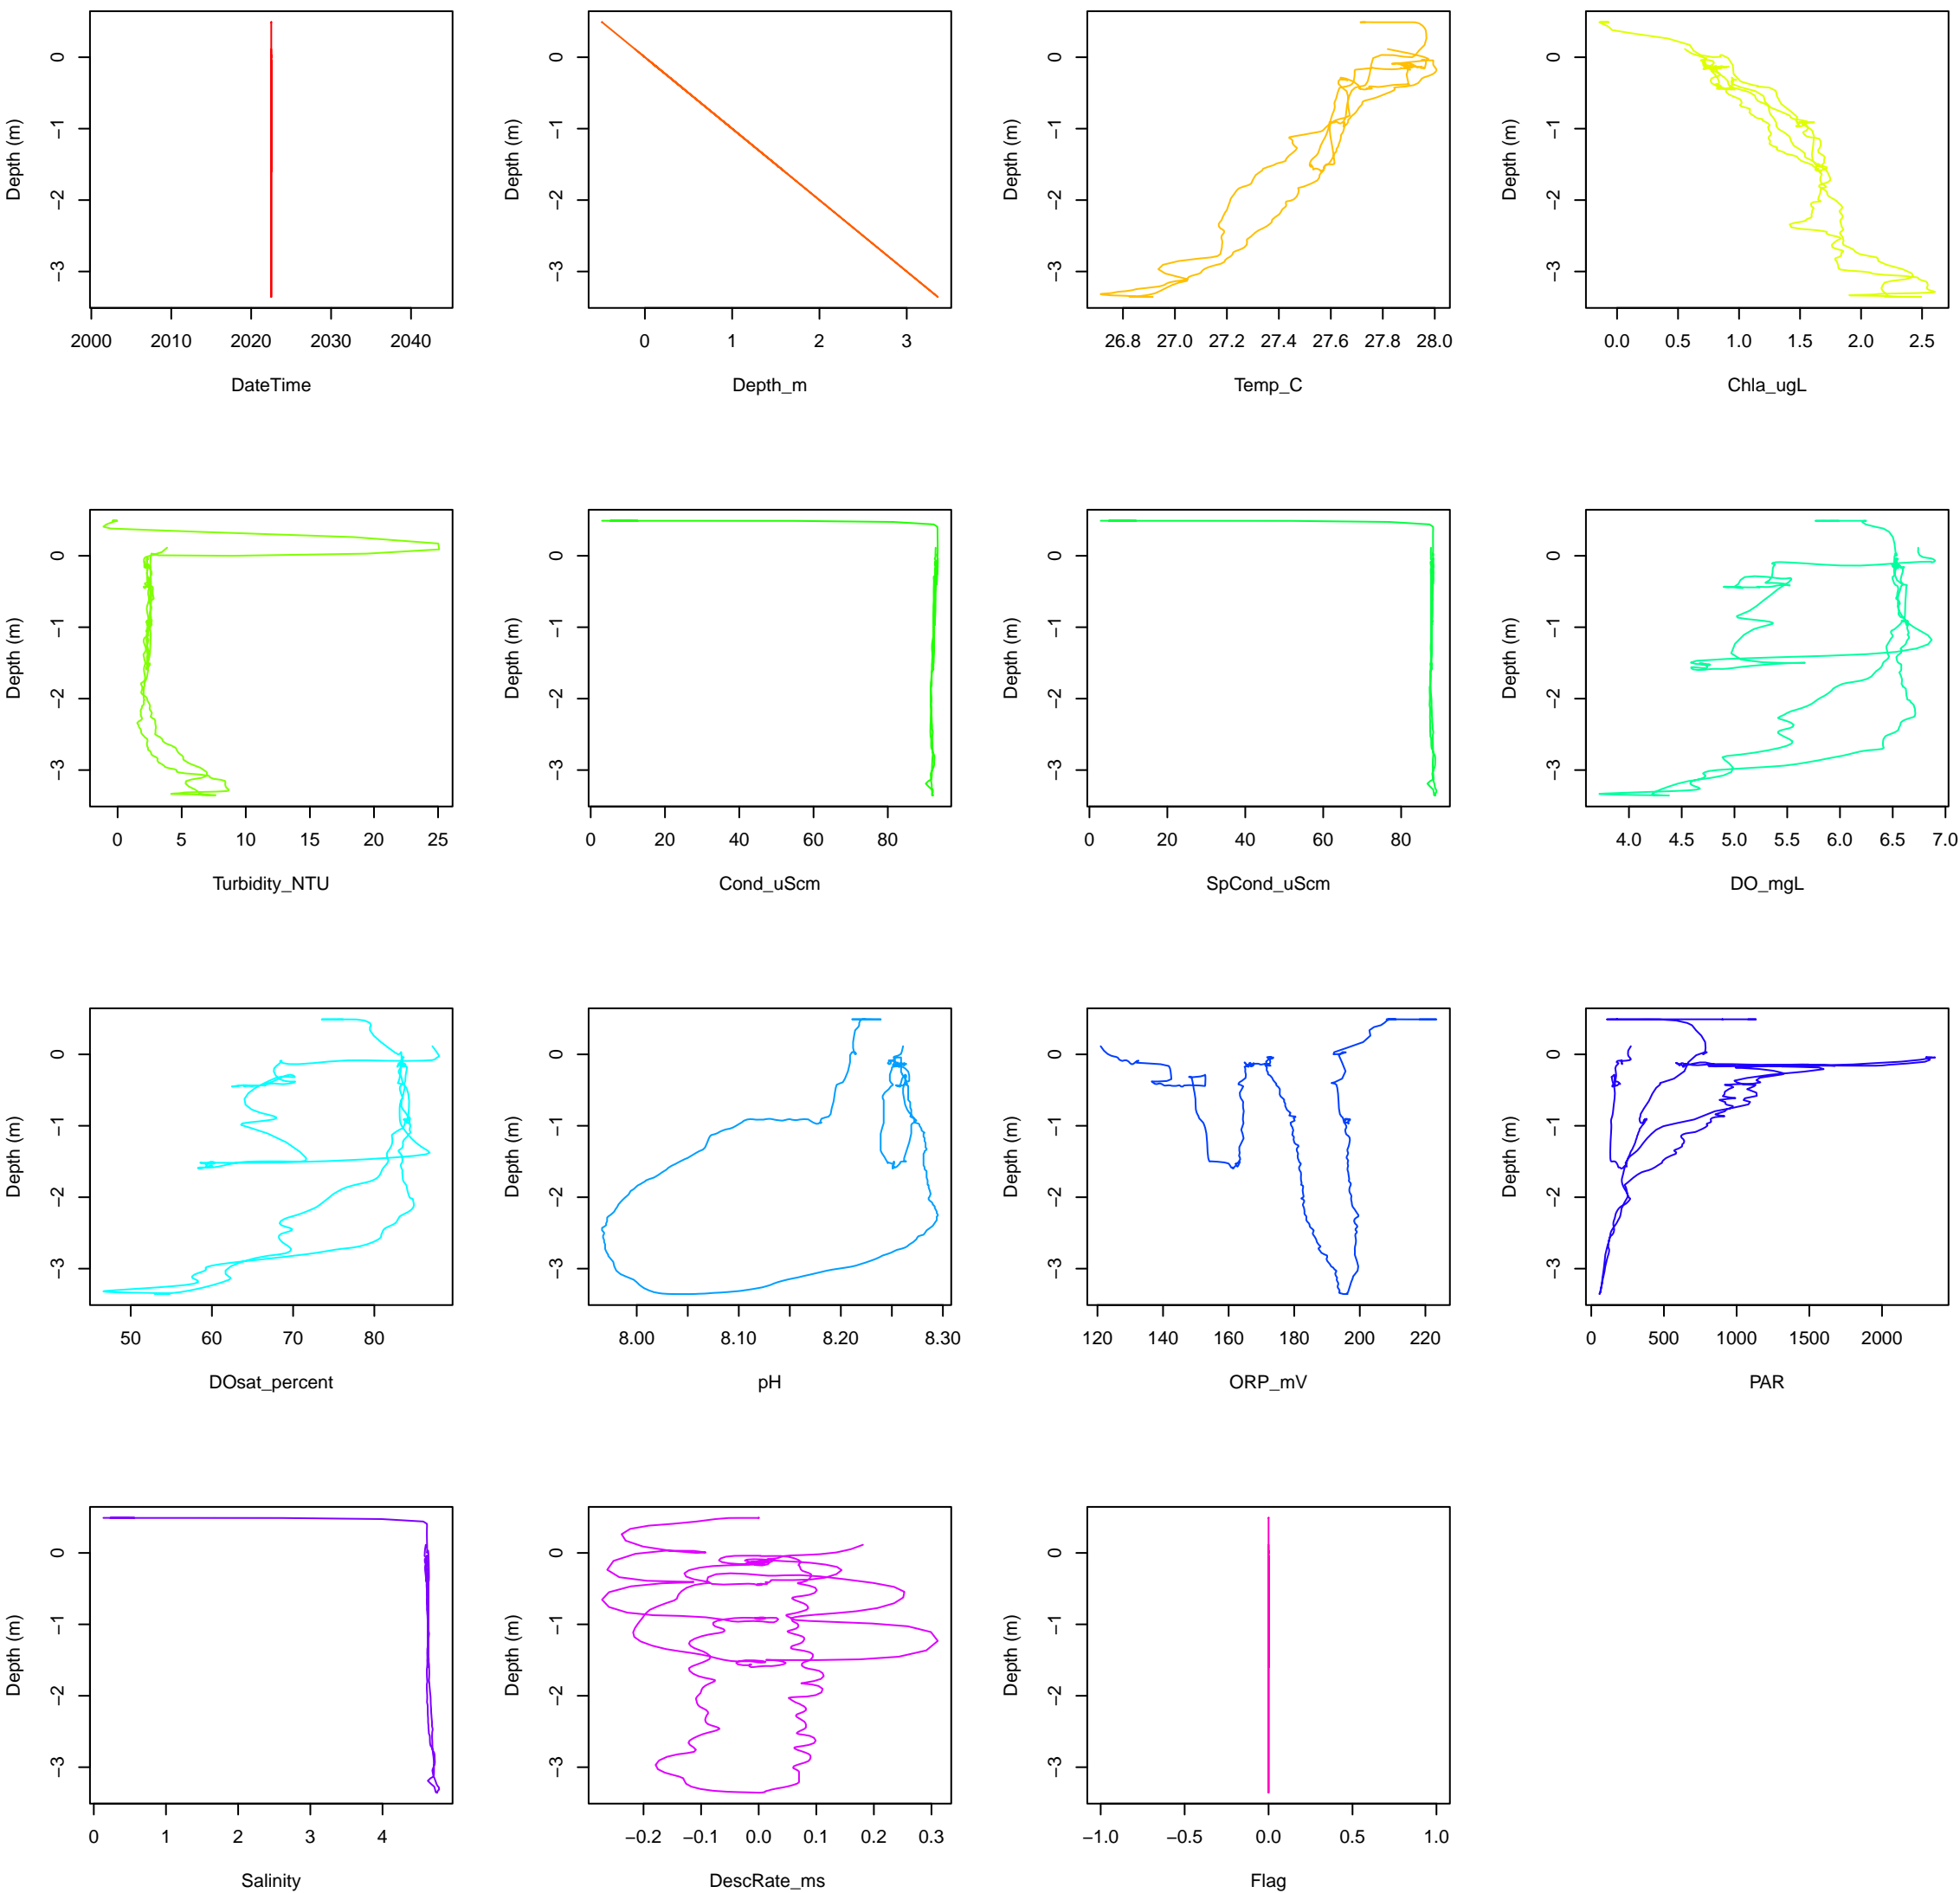 Depth (m) Depth (m) Depth (m) Depth (m)
0 0 0 0
−1 −1 −1 −1
−2 −2 −2 −2
−3 −3 −3 −3
2000 2010 2020 2030 2040 0 1 2 3 26.8 27.0 27.2 27.4 27.6 27.8 28.0 0.0 0.5 1.0 1.5 2.0 2.5
DateTime Depth_m Temp_C Chla_ugL
Depth (m) Depth (m) Depth (m) Depth (m)
0 0 0 0
−1 −1 −1 −1
−2 −2 −2 −2
−3 −3 −3 −3
0 5 10 15 20 25 0 20 40 60 80 0 20 40 60 80 4.0 4.5 5.0 5.5 6.0 6.5 7.0
Turbidity_NTU Cond_uScm SpCond_uScm DO_mgL
Depth (m) Depth (m) Depth (m) Depth (m)
0 0 0 0
−1 −1 −1 −1
−2 −2 −2 −2
−3 −3 −3 −3
50 60 70 80 8.00 8.10 8.20 8.30 120 140 160 180 200 220 0 500 1000 1500 2000
DOsat_percent pH ORP_mV PAR
Depth (m) Depth (m) Depth (m)
0 0 0
−1 −1 −1
−2 −2 −2
−3 −3 −3
0 1 2 3 4 −0.2 −0.1 0.0 0.1 0.2 0.3 −1.0 −0.5 0.0 0.5 1.0
Salinity DescRate_ms Flag